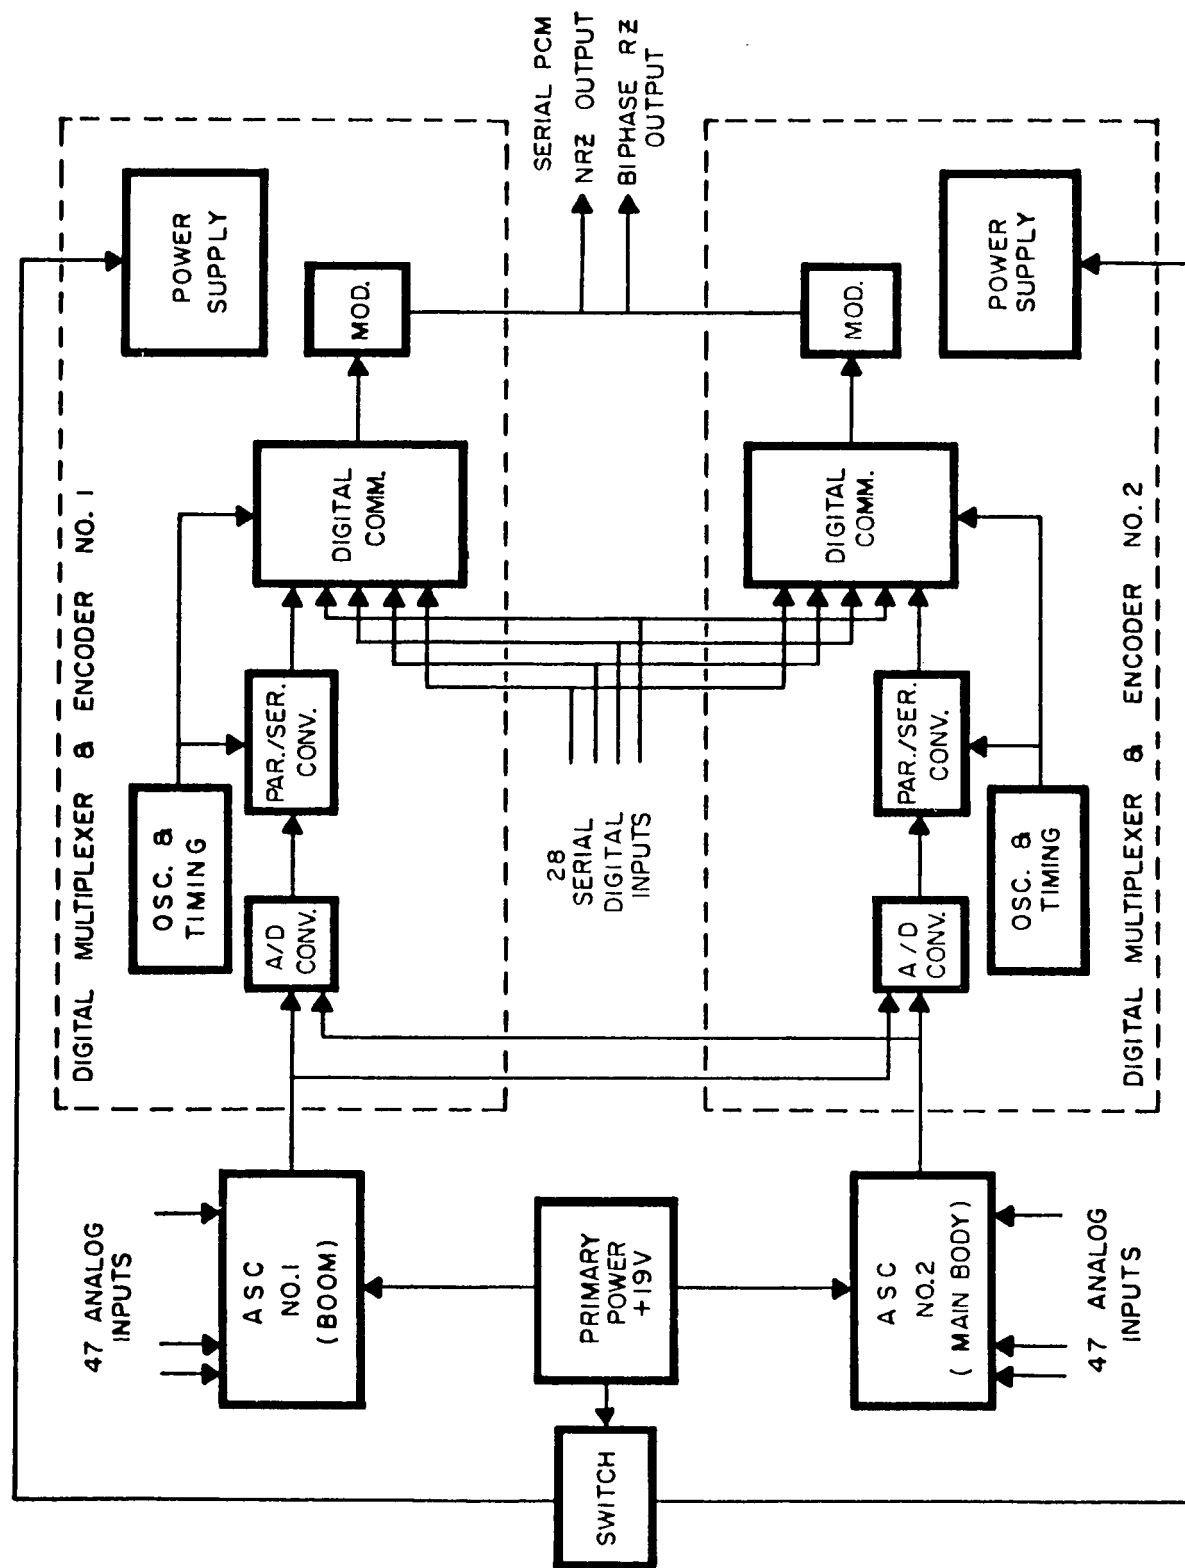 DIGITAL MULTIPLEXER & ENCODER NO. 1
47 ANALOG
INPUTS
A S C
NO.1
(BOOM)
OSC. &
TIMING
A/D
CONV.
PAR./SER.
CONV.
DIGITAL
COMM.
MOD.
POWER
SUPPLY
SWITCH
PRIMARY
POWER
+19V
28
SERIAL
DIGITAL
INPUTS
SERIAL PCM
NRZ OUTPUT
BIPHASE RZ
OUTPUT
A S C
NO.2
(MAIN BODY)
47 ANALOG
INPUTS
A/D
CONV.
PAR./SER.
CONV.
OSC. &
TIMING
DIGITAL
COMM.
MOD.
POWER
SUPPLY
DIGITAL MULTIPLEXER & ENCODER NO. 2